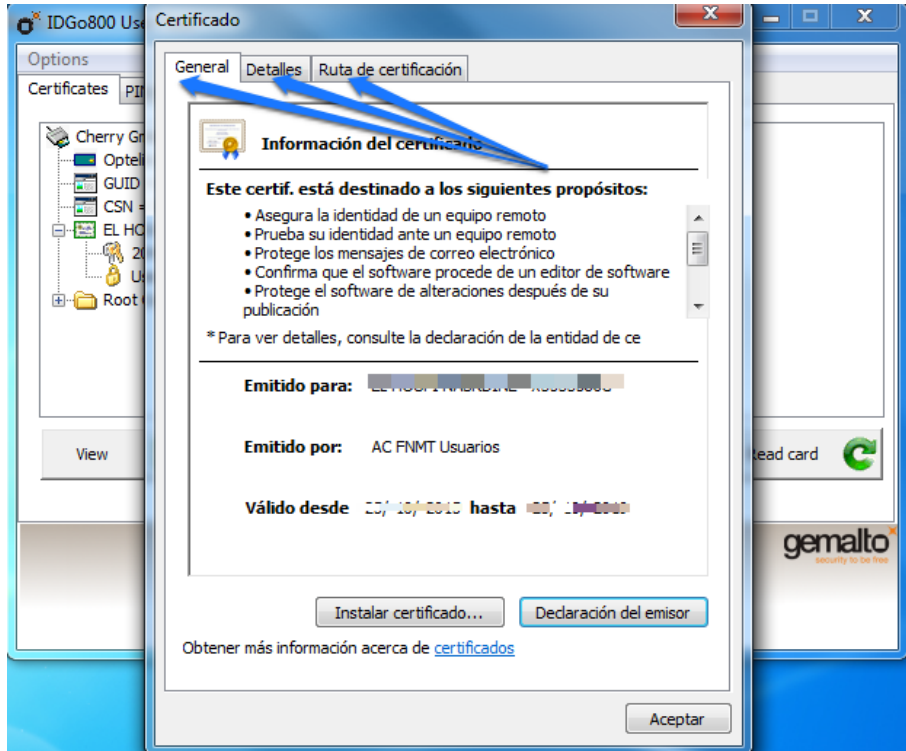 IDGo800 Use
Certificado
Options
Certificates
General
Detalles
Ruta de certificación
Cherry Gr
Opteli
GUID
CSN =
EL HO
Root
Información del certificado
Este certif. está destinado a los siguientes propósitos:
• Asegura la identidad de un equipo remoto
• Prueba su identidad ante un equipo remoto
• Protege los mensajes de correo electrónico
• Confirma que el software procede de un editor de software
• Protege el software de alteraciones después de su
publicación
* Para ver detalles, consulte la declaración de la entidad de ce
Emitido para:
Emitido por: AC FNMT Usuarios
Válido desde hasta
View
ead card
gemalto
security to be free
Instalar certificado...
Declaración del emisor
Obtener más información acerca de certificados
Aceptar